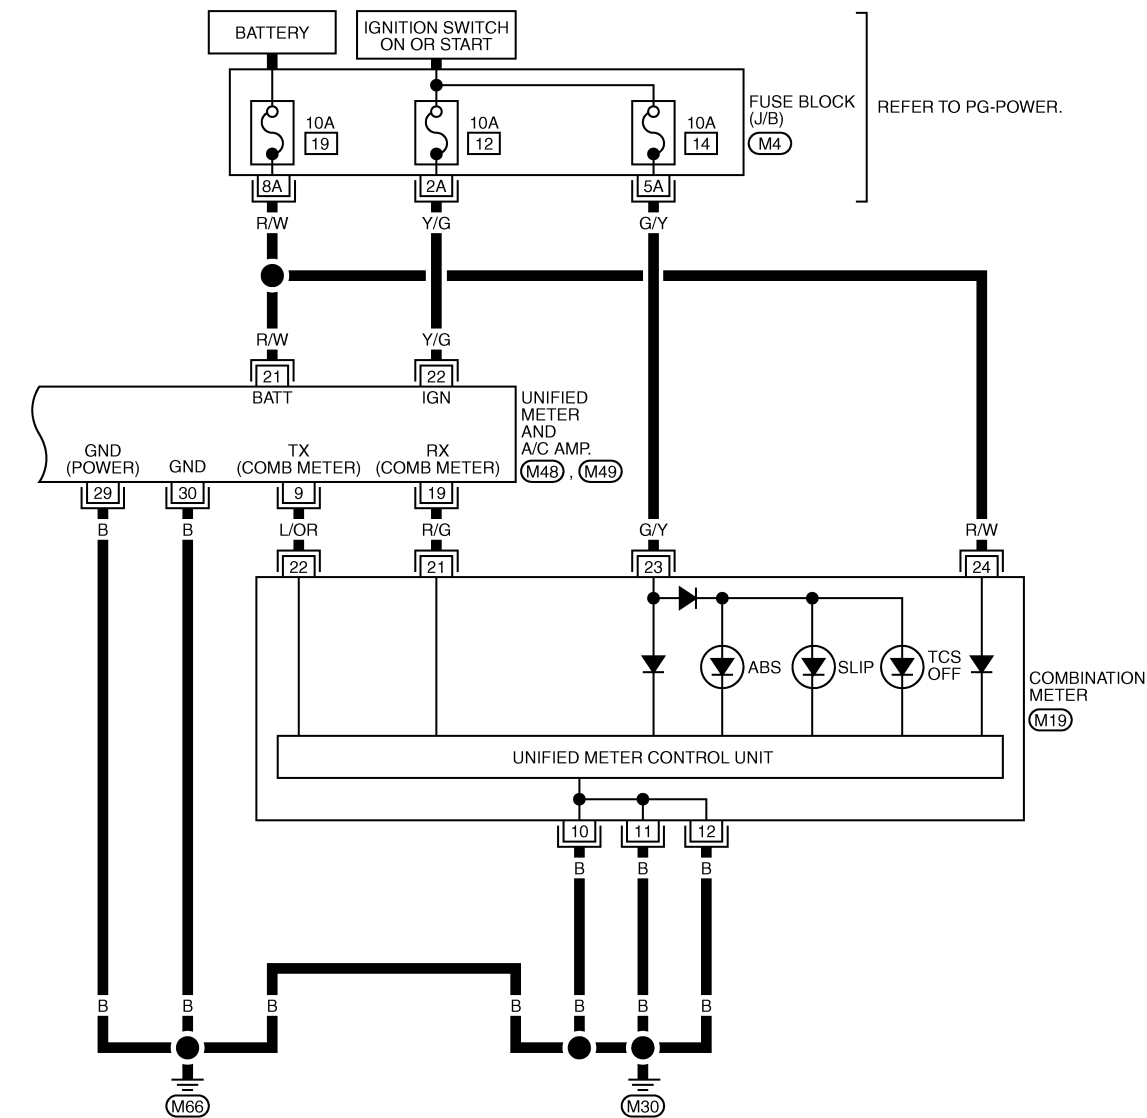 BATTERY
IGNITION SWITCH
ON OR START
10A
19
10A
12
10A
14
FUSE BLOCK
(J/B)
M4
REFER TO PG-POWER.
8A
2A
5A
R/W
Y/G
G/Y
R/W
Y/G
21
22
BATT
IGN
UNIFIED
METER
AND
A/C AMP.
M48 , M49
GND
(POWER)
GND
TX
(COMB METER)
RX
(COMB METER)
29
30
9
19
B
B
L/OR
R/G
G/Y
R/W
22
21
23
24
ABS
SLIP
TCS
OFF
COMBINATION
METER
M19
UNIFIED METER CONTROL UNIT
10
11
12
B
B
B
B
B
B
B
B
B
B
M66
M30